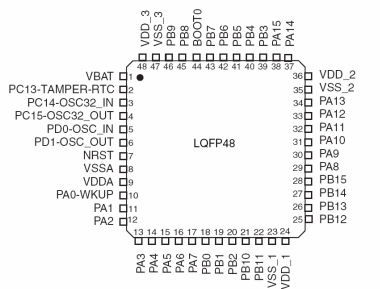 VDD_3
VSS_3
PB9
PB8
BOOT0
PB7
PB6
PB5
PB4
PB3
PA15
PA14
48 47 46 45 44 43 42 41 40 39 38 37
VBAT 1
PC13-TAMPER-RTC 2
PC14-OSC32_IN 3
PC15-OSC32_OUT 4
PD0-OSC_IN 5
PD1-OSC_OUT 6
NRST 7
VSSA 8
VDDA 9
PA0-WKUP 10
PA1 11
PA2 12
LQFP48
36 VDD_2
35 VSS_2
34 PA13
33 PA12
32 PA11
31 PA10
30 PA9
29 PA8
28 PB15
27 PB14
26 PB13
25 PB12
13 14 15 16 17 18 19 20 21 22 23 24
PA3
PA4
PA5
PA6
PA7
PB0
PB1
PB2
PB10
PB11
VSS_1
VDD_1